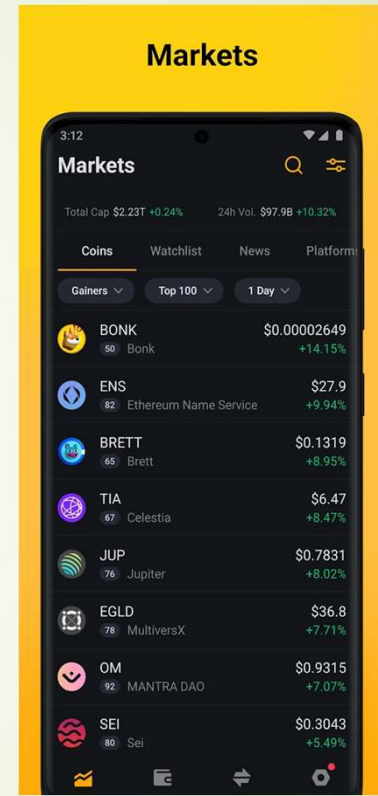 Markets
3:12
Markets
Total Cap $2.23T +0.24% 24h Vol. $97.9B +10.32%
Coins Watchlist News Platform
Gainers Top 100 1 Day
BONK $0.00002649
50 Bonk +14.15%
ENS $27.9
82 Ethereum Name Service +9.94%
BRETT $0.1319
65 Brett +8.95%
TIA $6.47
67 Celestia +8.47%
JUP $0.7831
76 Jupiter +8.02%
EGLD $36.8
78 MultiversX +7.71%
OM $0.9315
92 MANTRA DAO +7.07%
SEI $0.3043
80 Sei +5.49%